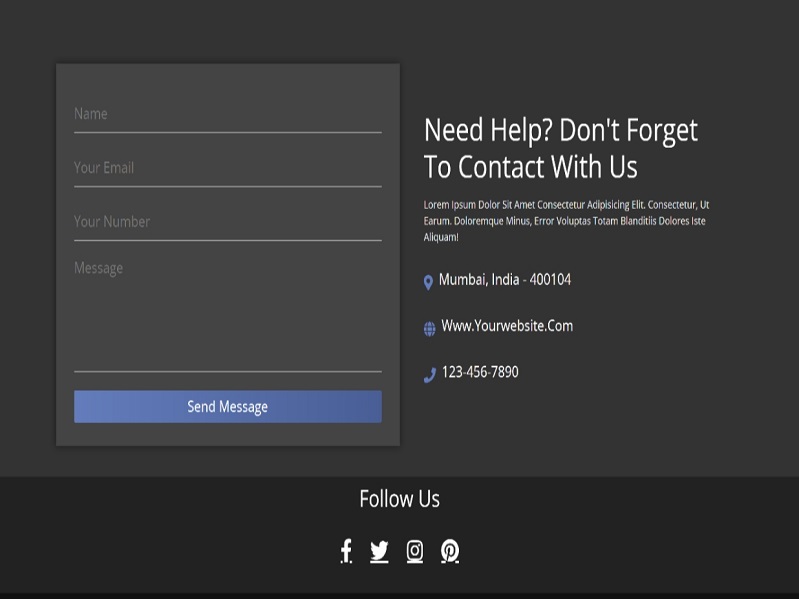 Name
Your Email
Your Number
Message
Send Message
Need Help? Don't Forget
To Contact With Us
Lorem Ipsum Dolor Sit Amet Consectetur Adipisicing Elit. Consectetur, Ut
Earum. Doloremque Minus, Error Voluptas Totam Blanditiis Dolores Iste
Aliquam!
Mumbai, India - 400104
Www.Yourwebsite.Com
123-456-7890
Follow Us